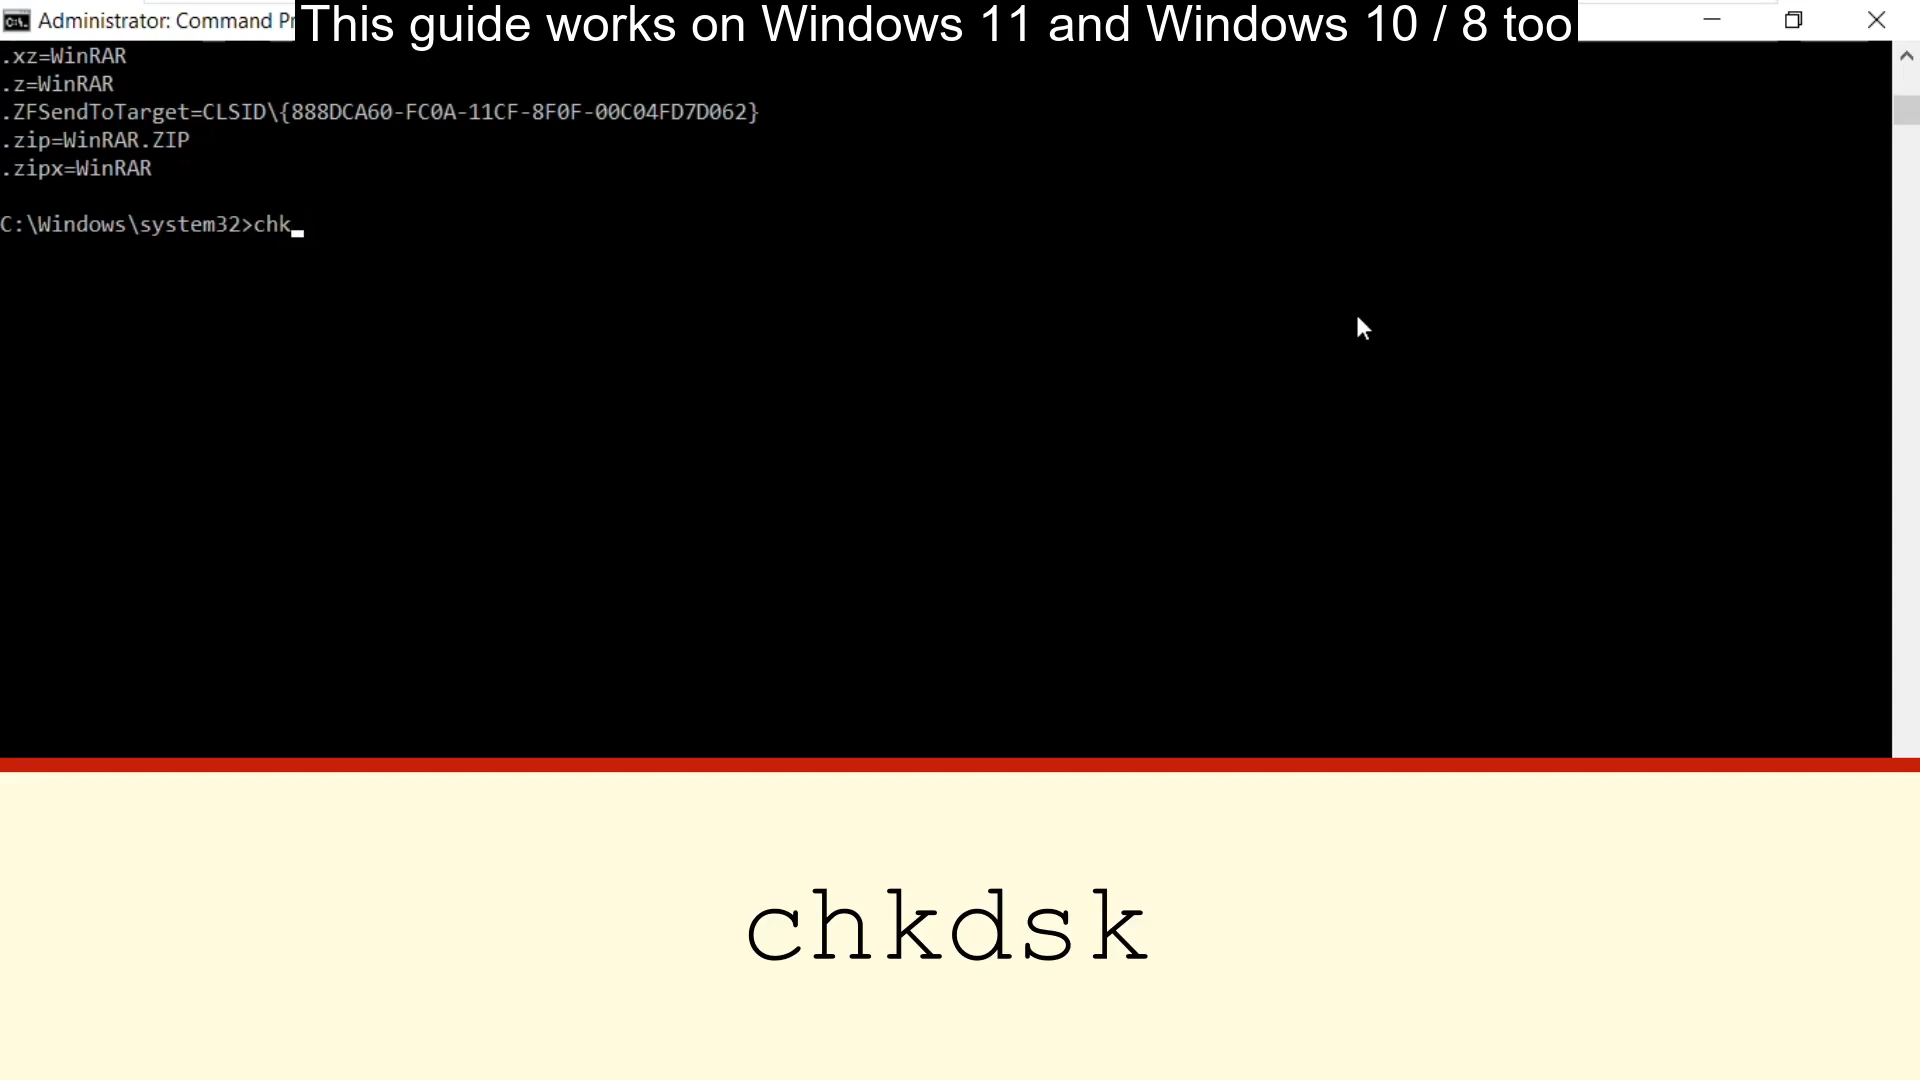 Administrator: Command Pr
This guide works on Windows 11 and Windows 10 / 8 too
.xz=WinRAR
.z=WinRAR
.ZFSendToTarget=CLSID\{888DCA60-FC0A-11CF-8F0F-00C04FD7D062}
.zip=WinRAR.ZIP
.zipx=WinRAR
C:\Windows\system32>chk
chkdsk